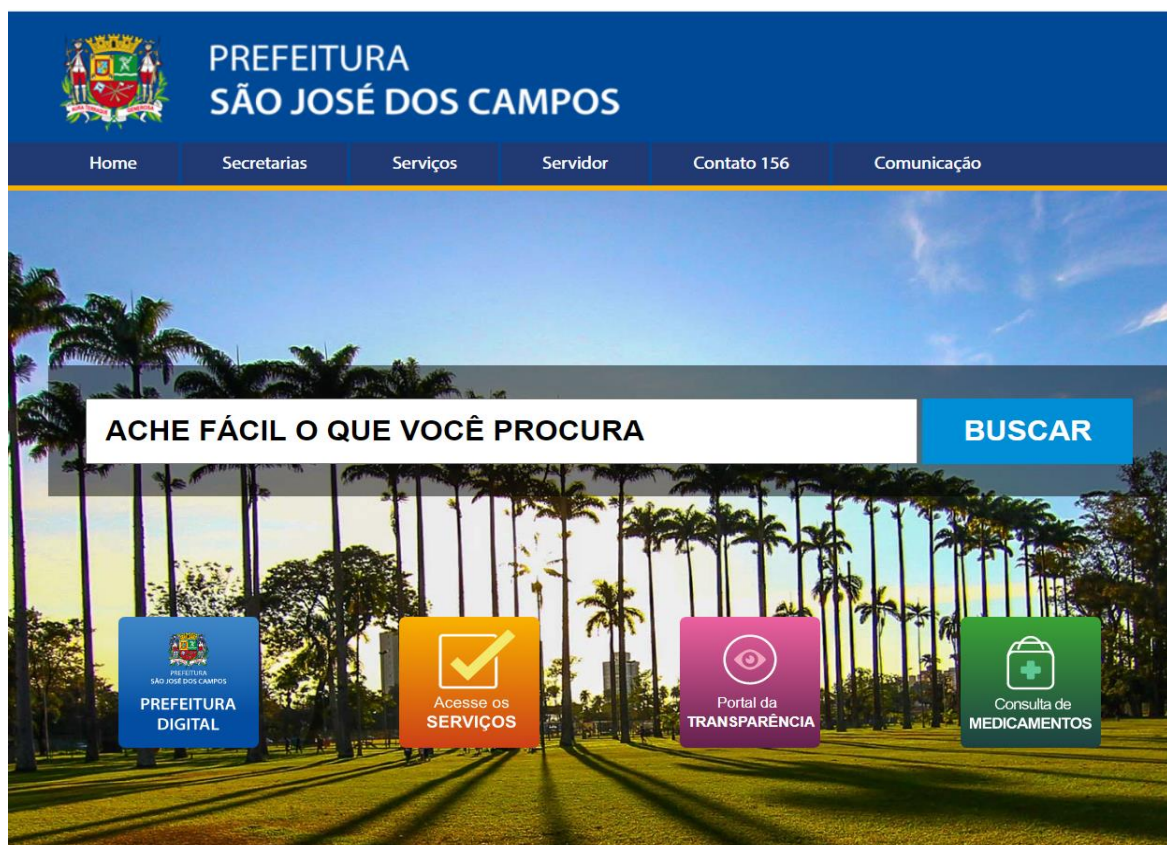 PREFEITURA
SÃO JOSÉ DOS CAMPOS
Home Secretarias Serviços Servidor Contato 156 Comunicação
ACHE FÁCIL O QUE VOCÊ PROCURA BUSCAR
PREFEITURA
SÃO JOSÉ DOS CAMPOS
PREFEITURA
DIGITAL
Acesse os
SERVIÇOS
Portal da
TRANSPARÊNCIA
Consulta de
MEDICAMENTOS